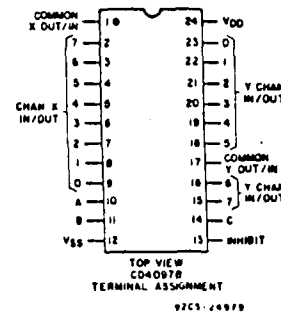 COMMON
X OUT/IN
1 24 VDD
7 2 23 0
6 3 22 1
5 4 21 2
4 5 20 3
3 6 19 4
2 7 18 5
1 8 17 COMMON Y OUT/IN
0 9 16 6
A 10 15 7
B 11 14 C
VSS 12 13 INHIBIT
CHAN X
IN/OUT
Y CHAN
IN/OUT
Y CHAN
IN/OUT
TOP VIEW
CD4097B
TERMINAL ASSIGNMENT
92CS-24979